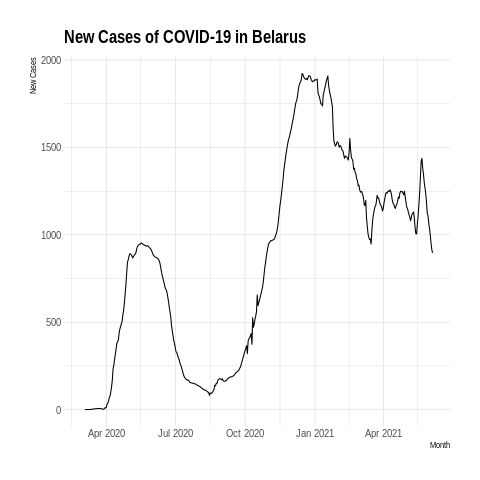 New Cases of COVID-19 in Belarus
New Cases
2000
1500
1000
500
0
Apr 2020 Jul 2020 Oct 2020 Jan 2021 Apr 2021
Month